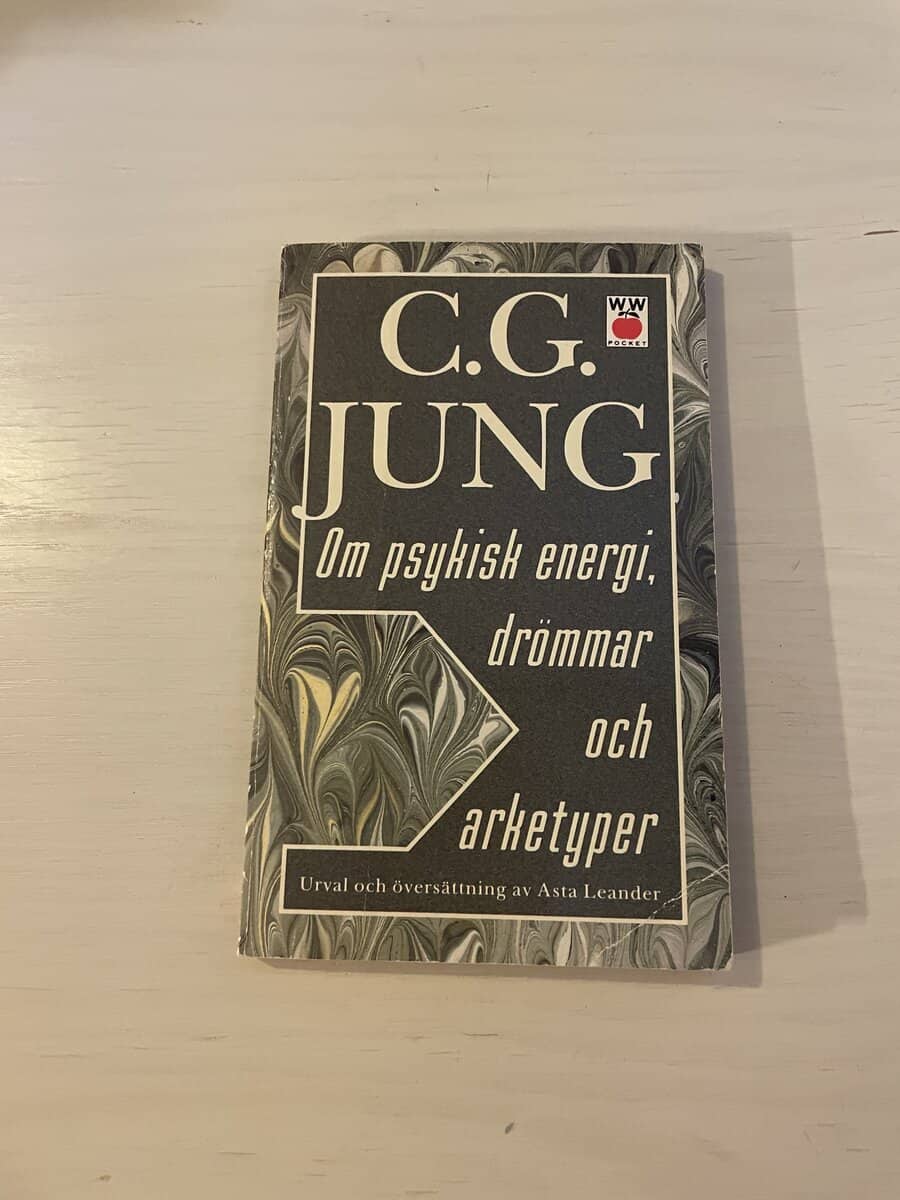 C.G.
WW
POCKET
JUNG
Om psykisk energi,
drömmar
och
arketyper
Urval och översättning av Asta Leander